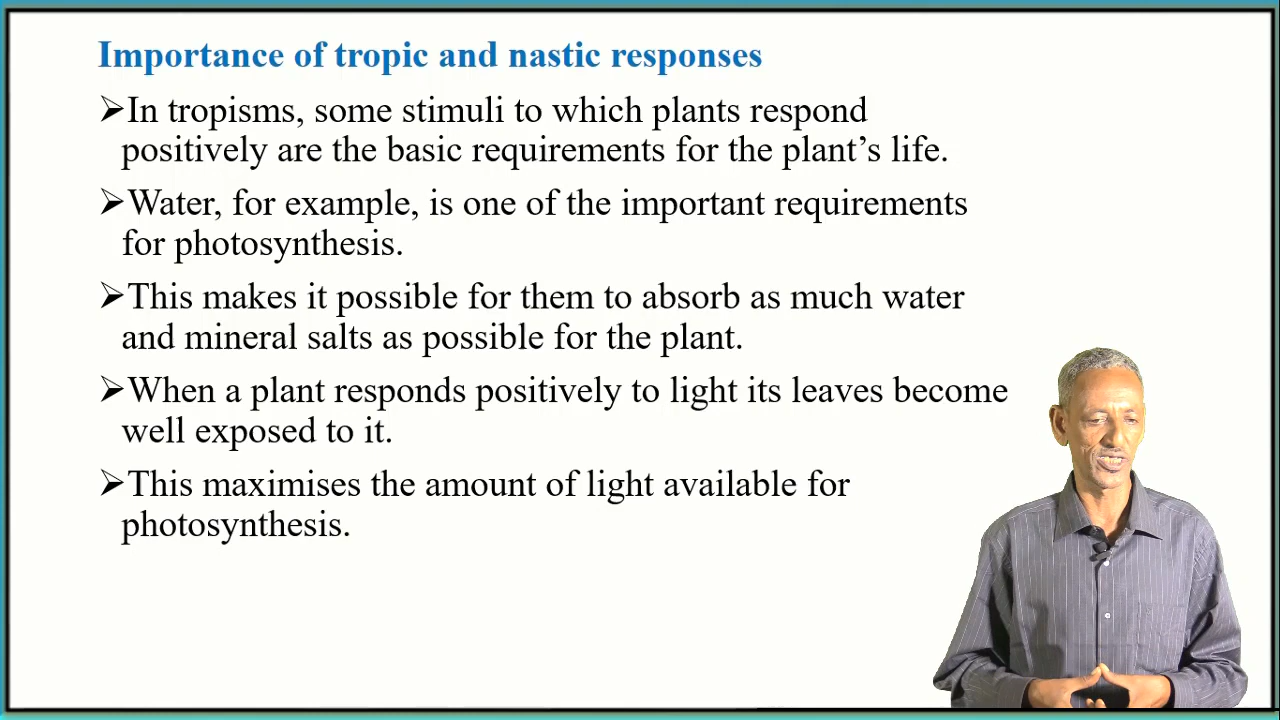 Importance of tropic and nastic responses
➢In tropisms, some stimuli to which plants respond
positively are the basic requirements for the plant’s life.
➢Water, for example, is one of the important requirements
for photosynthesis.
➢This makes it possible for them to absorb as much water
and mineral salts as possible for the plant.
➢When a plant responds positively to light its leaves become
well exposed to it.
➢This maximises the amount of light available for
photosynthesis.